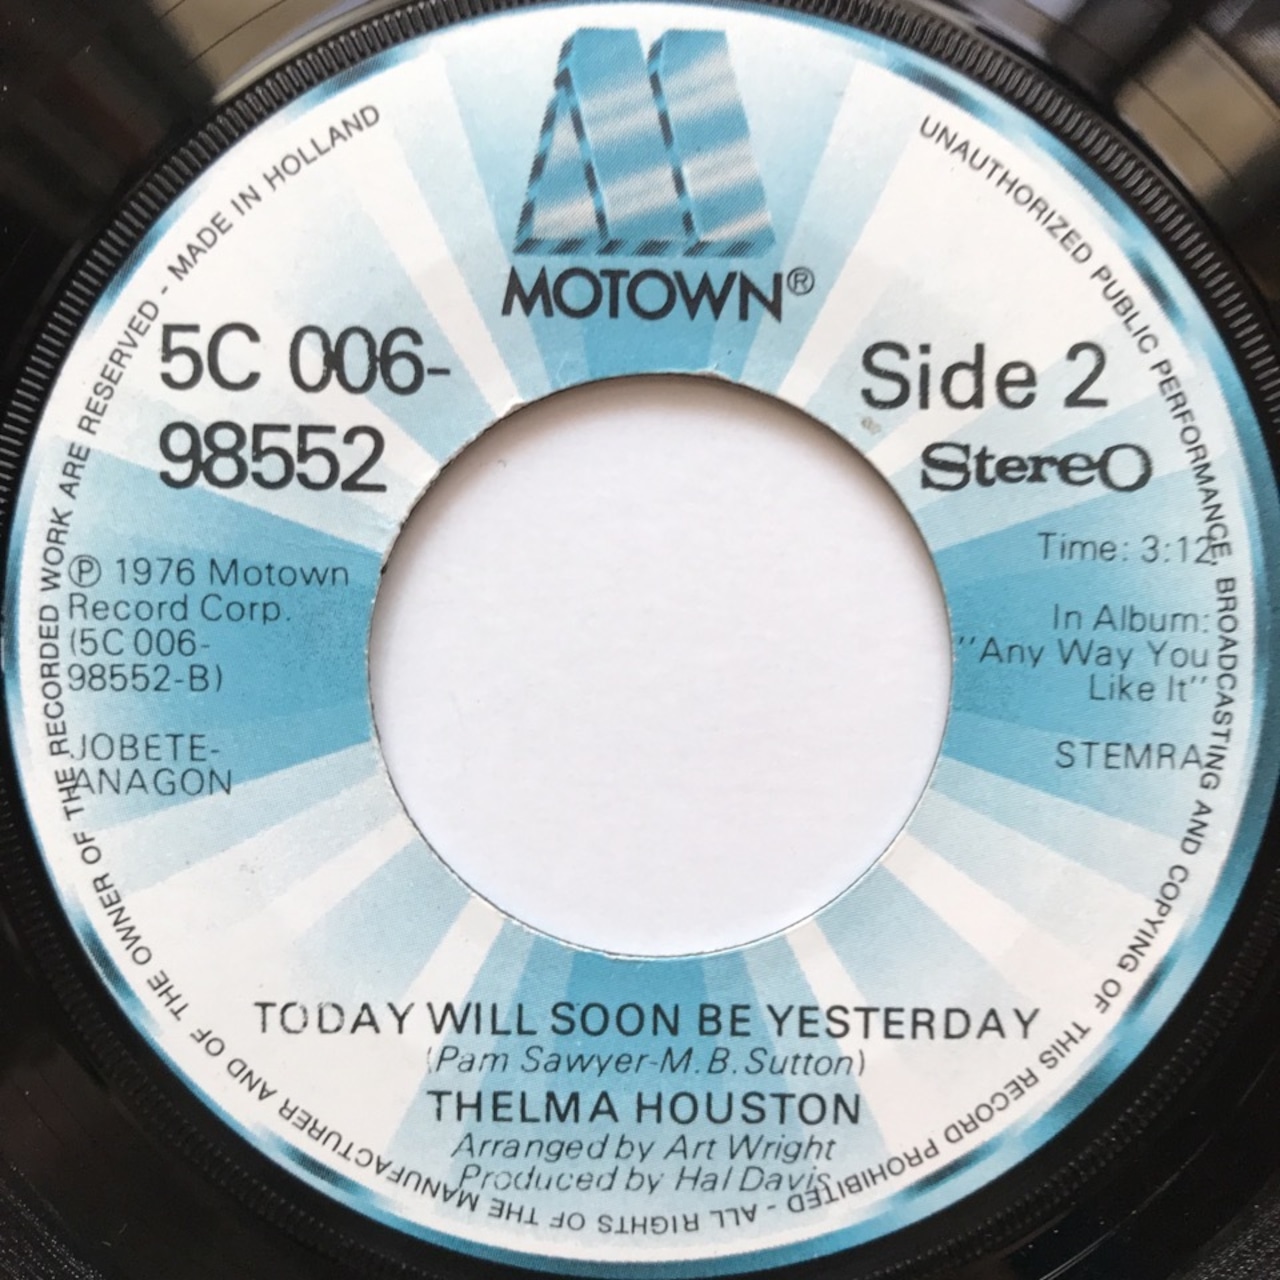 MOTOWN®
5C 006-
98552
Side 2
Stereo
Ⓟ 1976 Motown
Record Corp.
(5C 006-
98552-B)
JOBETE-
ANAGON
Time: 3:12
In Album:
"Any Way You
Like It"
STEMRA
TODAY WILL SOON BE YESTERDAY
(Pam Sawyer-M.B. Sutton)
THELMA HOUSTON
Arranged by Art Wright
Produced by Hal Davis
UNAUTHORIZED PUBLIC PERFORMANCE, BROADCASTING AND COPYING OF THIS RECORD PROHIBITED - ALL RIGHTS OF THE MANUFACTURER AND OF THE OWNER OF THE RECORDED WORK ARE RESERVED - MADE IN HOLLAND